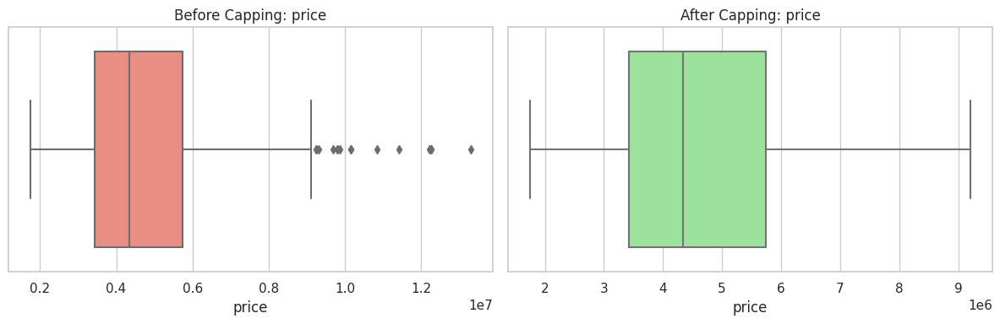 Before Capping: price
After Capping: price
0.2 0.4 0.6 0.8 1.0 1.2
1e7
price
2 3 4 5 6 7 8 9
1e6
price